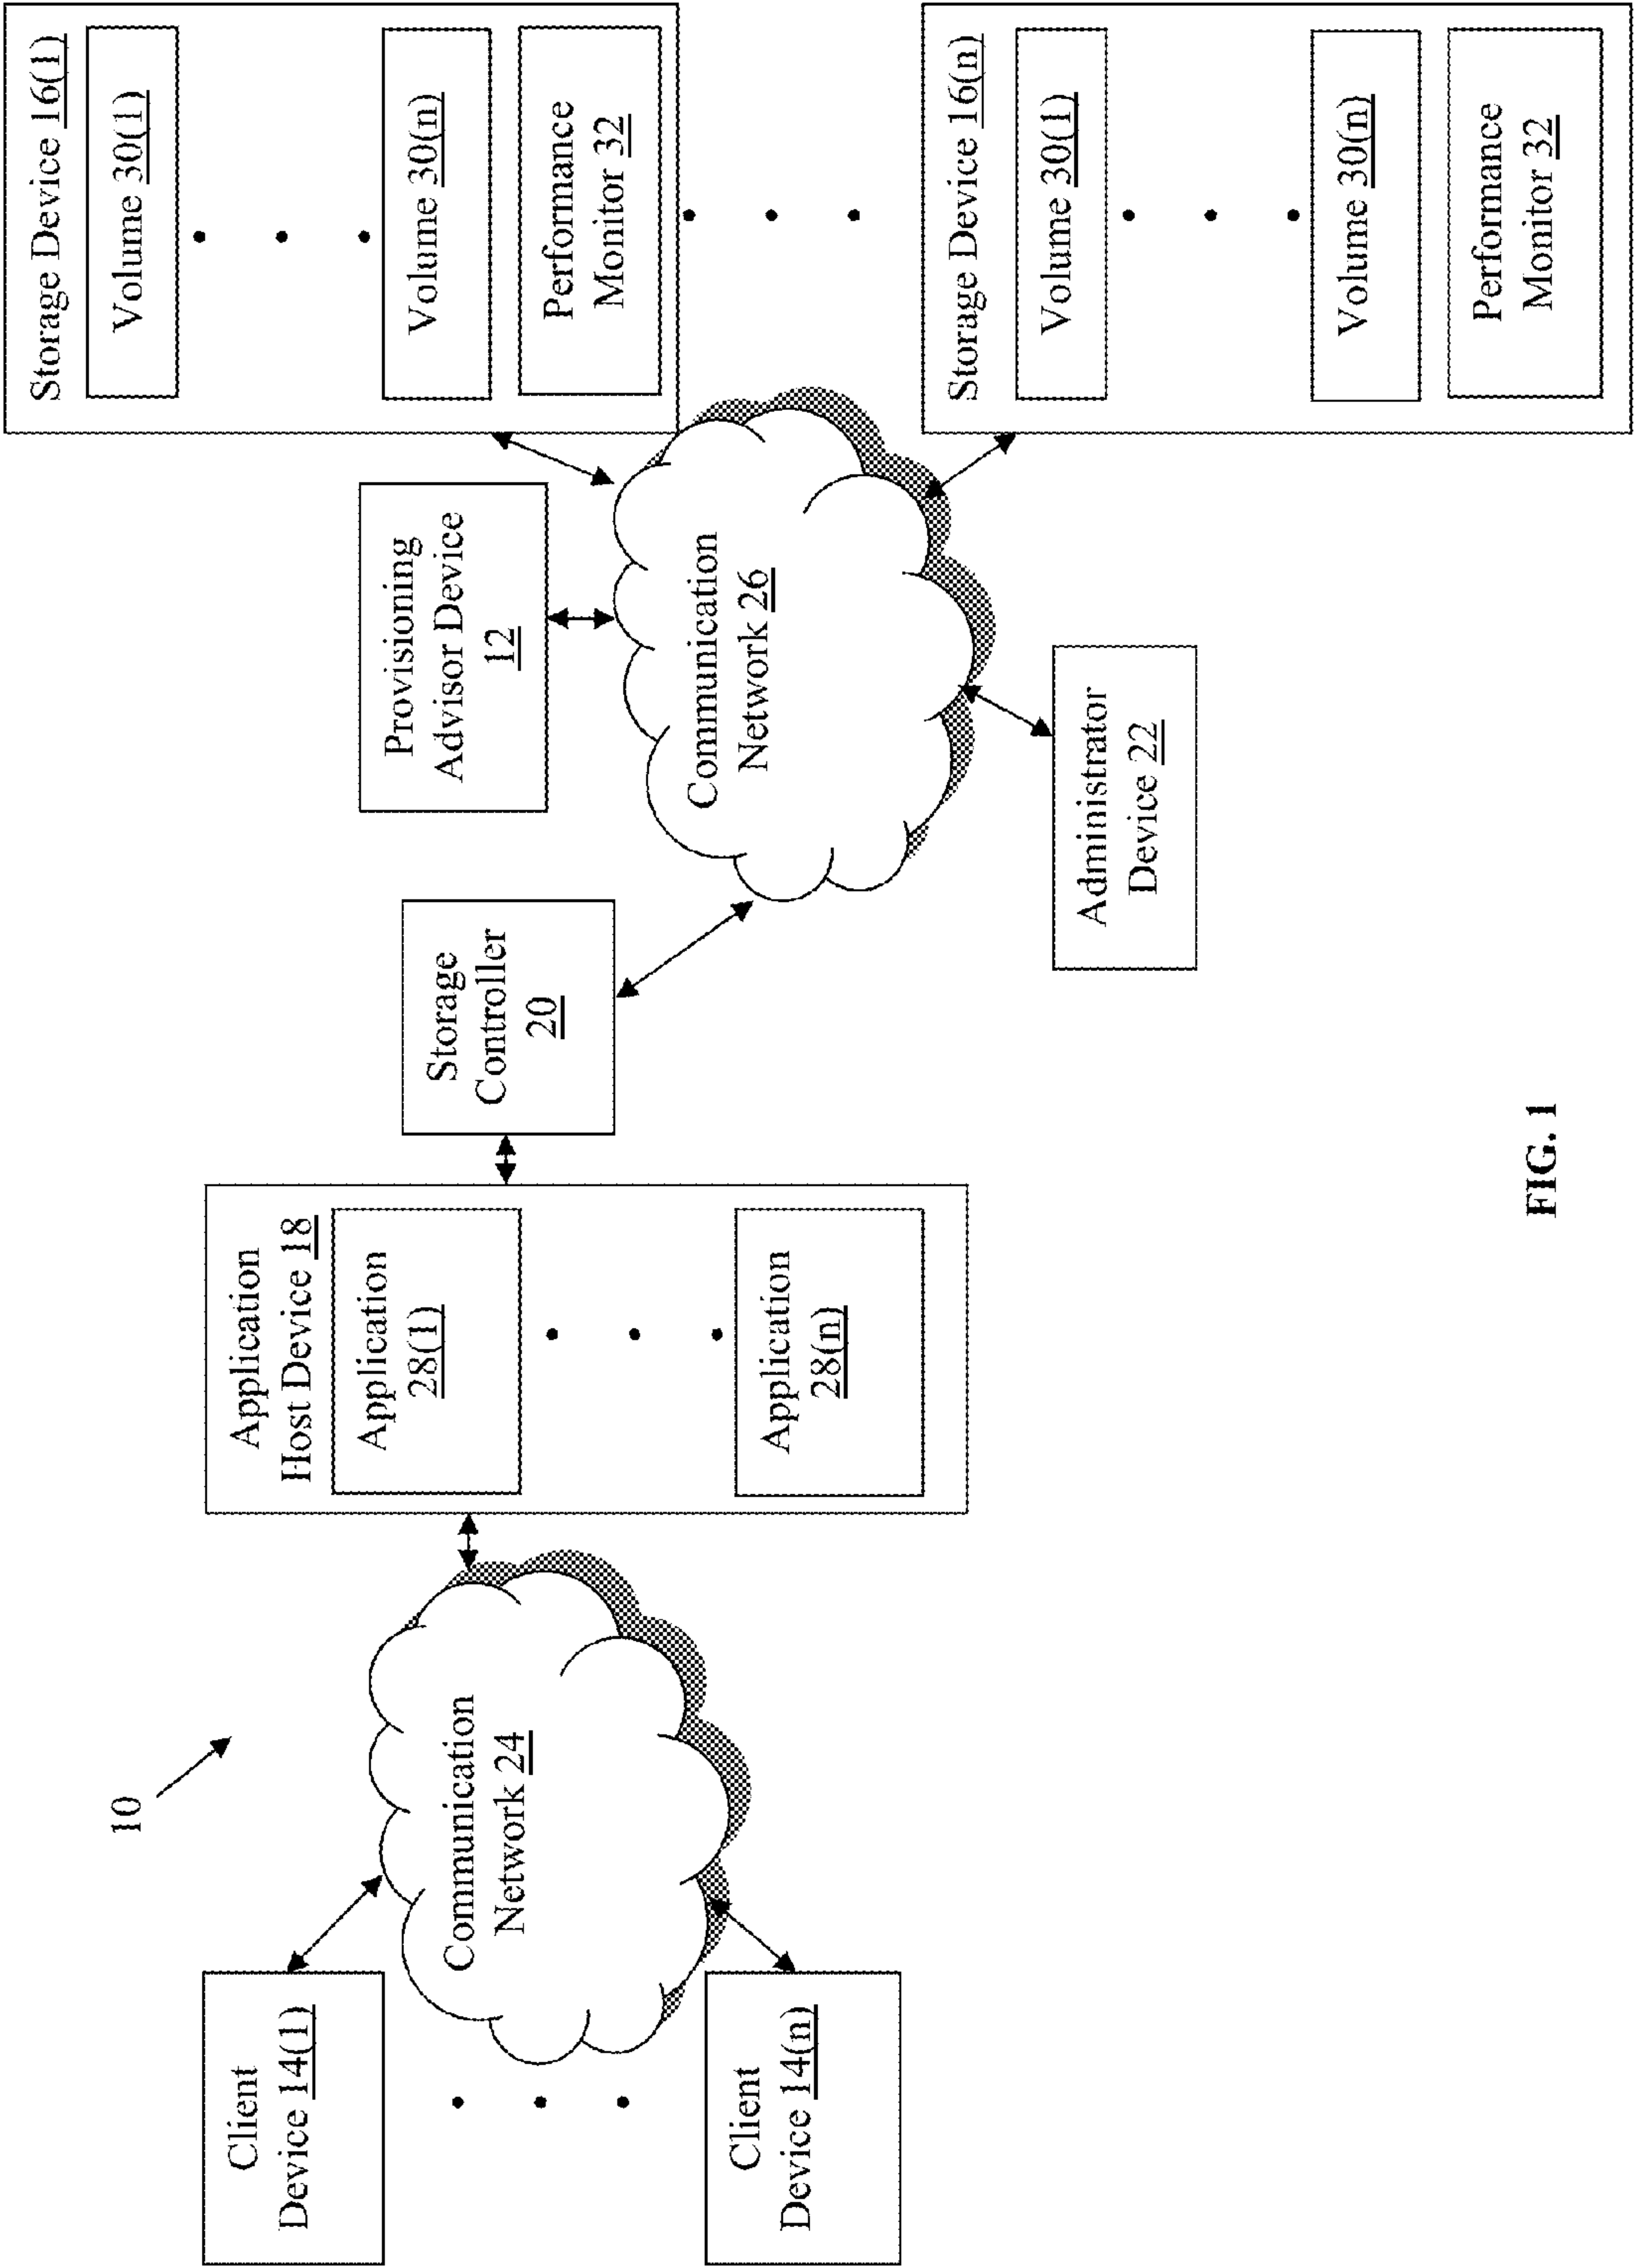 10
Client
Device 14(1)
Client
Device 14(n)
Communication
Network 24
Application
Host Device 18
Application
28(1)
Application
28(n)
Storage
Controller
20
Provisioning
Advisor Device
12
Communication
Network 26
Administrator
Device 22
Storage Device 16(1)
Volume 30(1)
Volume 30(n)
Performance
Monitor 32
Storage Device 16(n)
Volume 30(1)
Volume 30(n)
Performance
Monitor 32
FIG. 1